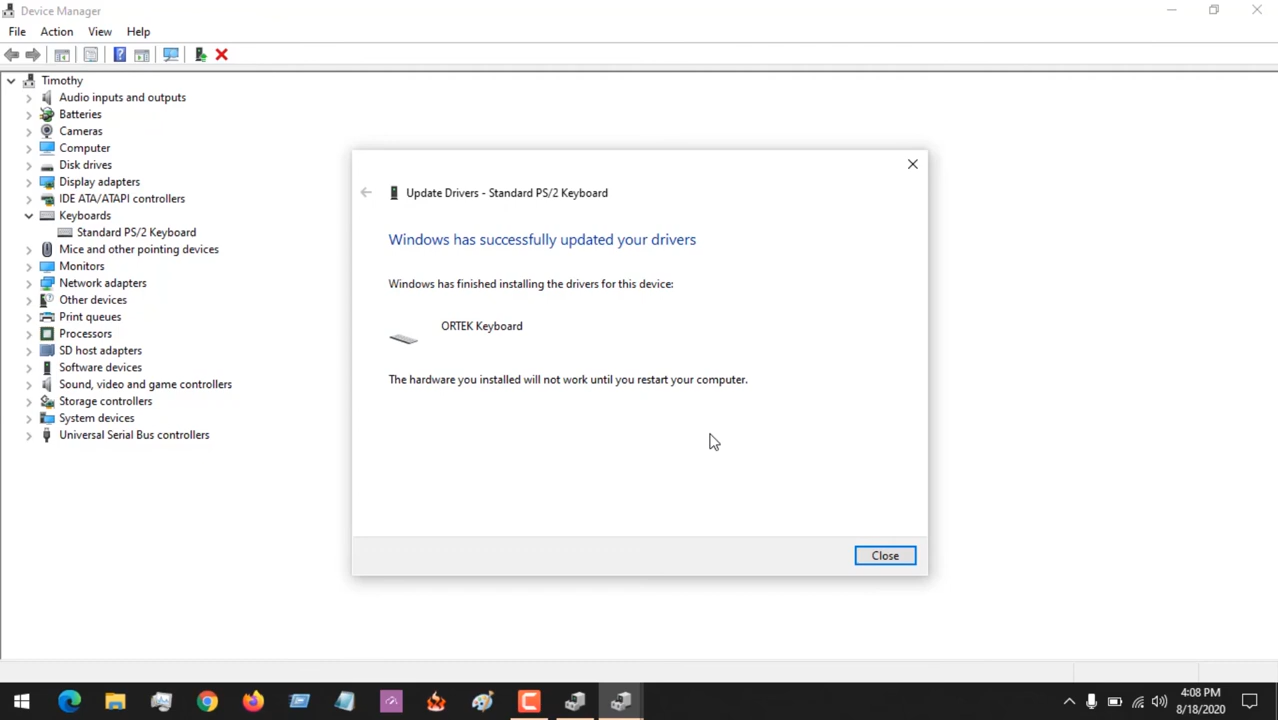 Device Manager
File Action View Help
Timothy
Audio inputs and outputs
Batteries
Cameras
Computer
Disk drives
Display adapters
IDE ATA/ATAPI controllers
Keyboards
Standard PS/2 Keyboard
Mice and other pointing devices
Monitors
Network adapters
Other devices
Print queues
Processors
SD host adapters
Software devices
Sound, video and game controllers
Storage controllers
System devices
Universal Serial Bus controllers
Update Drivers - Standard PS/2 Keyboard
Windows has successfully updated your drivers
Windows has finished installing the drivers for this device:
ORTEK Keyboard
The hardware you installed will not work until you restart your computer.
Close
4:08 PM
8/18/2020